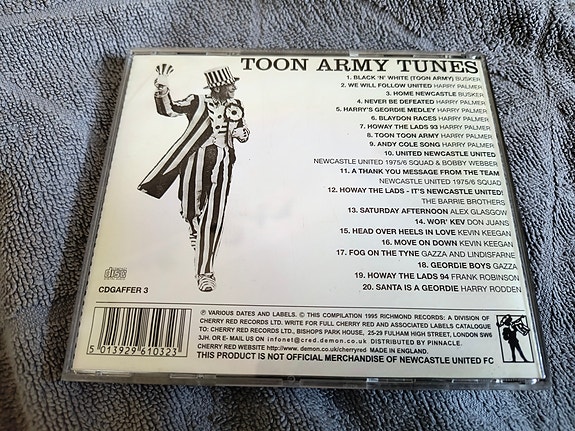 TOON ARMY TUNES
1. BLACK 'N' WHITE (TOON ARMY) BUSKER
2. WE WILL FOLLOW UNITED HARRY PALMER
3. HOME NEWCASTLE BUSKER
4. NEVER BE DEFEATED HARRY PALMER
5. HARRY'S GEORDIE MEDLEY HARRY PALMER
6. BLAYDON RACES HARRY PALMER
7. HOWAY THE LADS 93 HARRY PALMER
8. TOON TOON ARMY HARRY PALMER
9. ANDY COLE SONG HARRY PALMER
10. UNITED NEWCASTLE UNITED
NEWCASTLE UNITED 1975/6 SQUAD & BOBBY WEBBER
11. A THANK YOU MESSAGE FROM THE TEAM
NEWCASTLE UNITED 1975/6 SQUAD
12. HOWAY THE LADS - IT'S NEWCASTLE UNITED!
THE BARRIE BROTHERS
13. SATURDAY AFTERNOON ALEX GLASGOW
14. WOR' KEV DON JUANS
15. HEAD OVER HEELS IN LOVE KEVIN KEEGAN
16. MOVE ON DOWN KEVIN KEEGAN
17. FOG ON THE TYNE GAZZA AND LINDISFARNE
18. GEORDIE BOYS GAZZA
19. HOWAY THE LADS 94 FRANK ROBINSON
20. SANTA IS A GEORDIE HARRY RODDEN
disc
CDGAFFER 3
5 013929 610323
℗ VARIOUS DATES AND LABELS. © THIS COMPILATION 1995 RICHMOND RECORDS: A DIVISION OF
CHERRY RED RECORDS LTD. WRITE FOR FULL CHERRY RED AND ASSOCIATED LABELS CATALOGUE
TO: CHERRY RED RECORDS LTD., BISHOPS PARK HOUSE, 25-29 FULHAM HIGH STREET, LONDON SW6
3JH. OR E- MAIL US ON infonet@cred.demon.co.uk DISTRIBUTED BY PINNACLE.
CHERRY RED WEBSITE http://www. demon.co.uk/cherryred MADE IN ENGLAND.
THIS PRODUCT IS NOT OFFICIAL MERCHANDISE OF NEWCASTLE UNITED FC